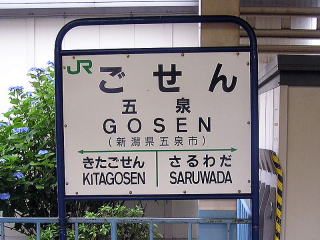 JR ごせん
五泉
GOSEN
(新潟県五泉市)
きたごせん さるわだ
KITAGOSEN SARUWADA